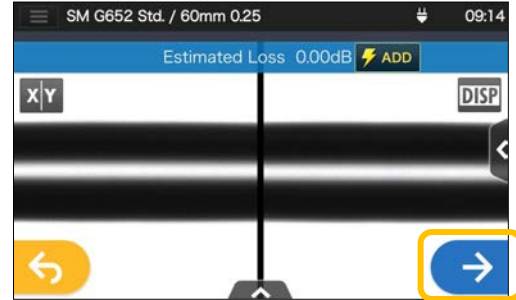 SM G652 Std. / 60mm 0.25 09:14
Estimated Loss 0.00dB ADD
X|Y DISP